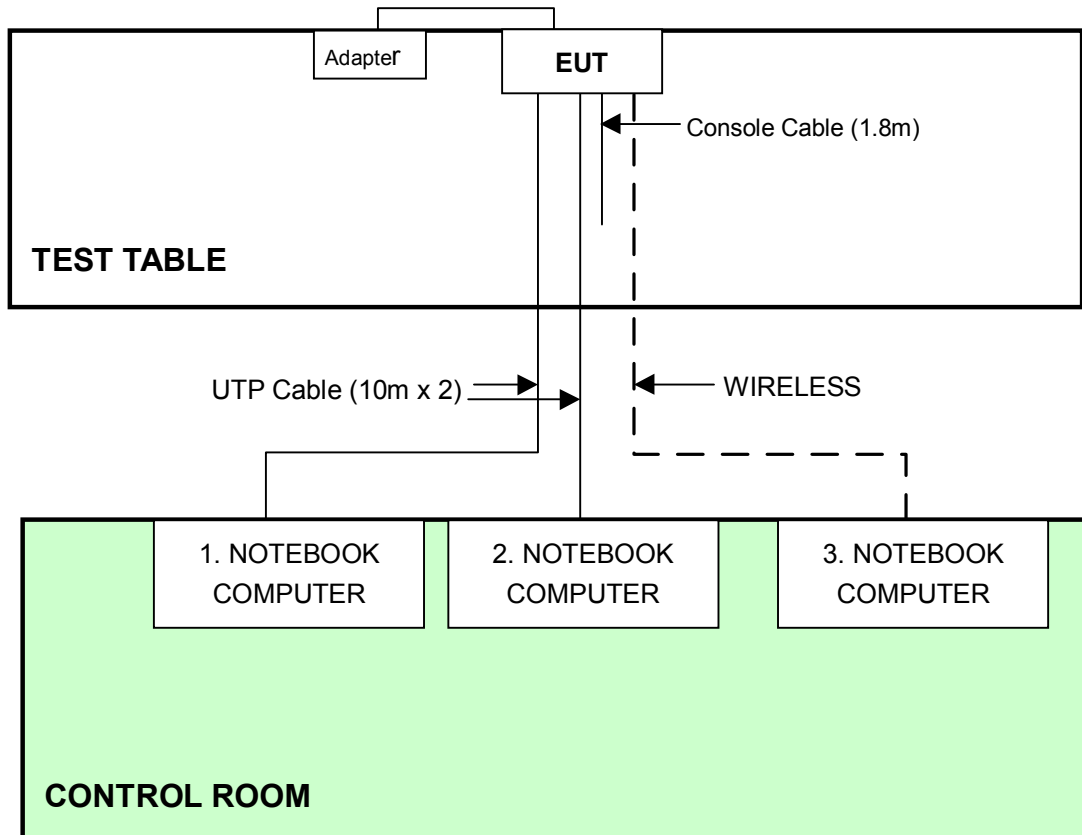 Adapter
EUT
Console Cable (1.8m)
TEST TABLE
UTP Cable (10m x 2)
WIRELESS
1. NOTEBOOK
COMPUTER
2. NOTEBOOK
COMPUTER
3. NOTEBOOK
COMPUTER
CONTROL ROOM